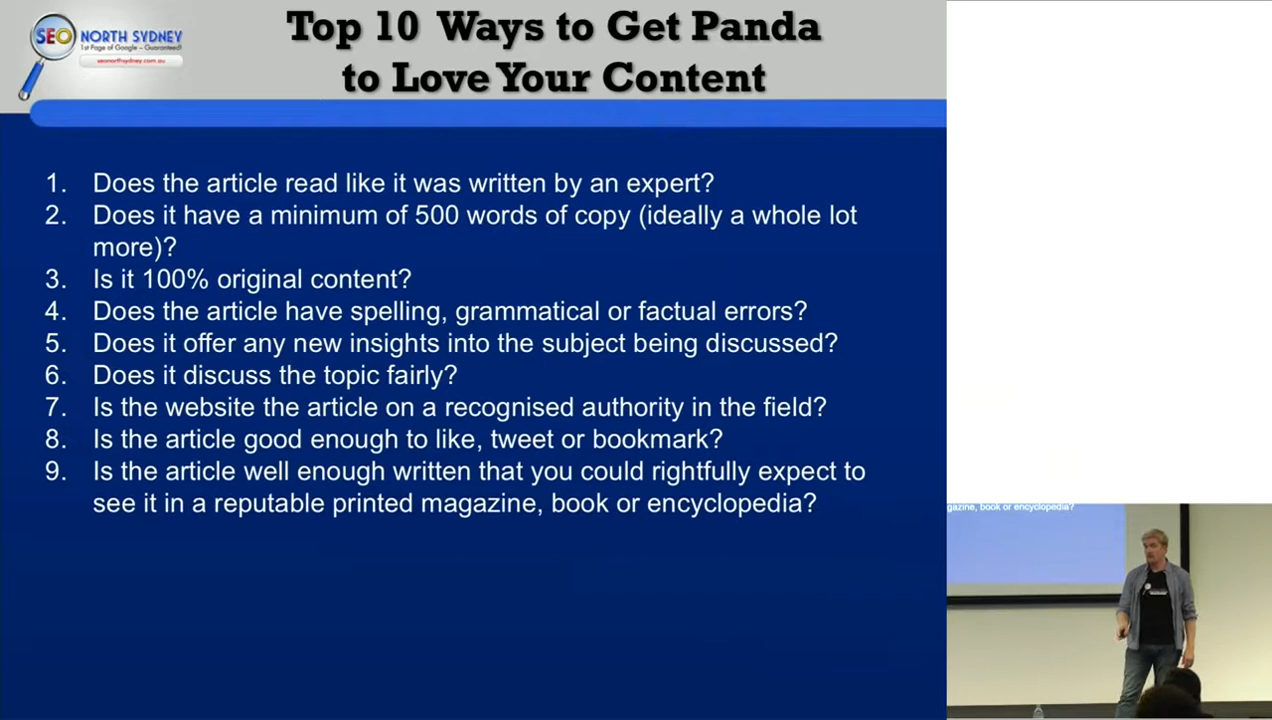 SEO NORTH SYDNEY
1st Page of Google – Guaranteed!
seonorthsydney.com.au
Top 10 Ways to Get Panda
to Love Your Content
1. Does the article read like it was written by an expert?
2. Does it have a minimum of 500 words of copy (ideally a whole lot
more)?
3. Is it 100% original content?
4. Does the article have spelling, grammatical or factual errors?
5. Does it offer any new insights into the subject being discussed?
6. Does it discuss the topic fairly?
7. Is the website the article on a recognised authority in the field?
8. Is the article good enough to like, tweet or bookmark?
9. Is the article well enough written that you could rightfully expect to
see it in a reputable printed magazine, book or encyclopedia?
gazine, book or encyclopedia?